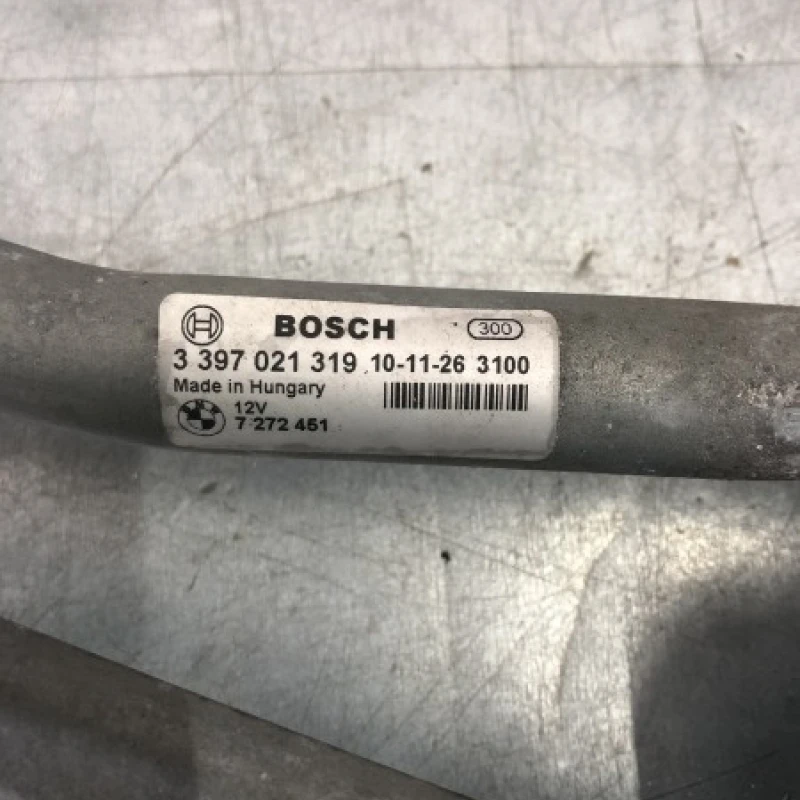 BOSCH 300
3 397 021 319 10-11-26 3100
Made in Hungary
12V
7 272 451